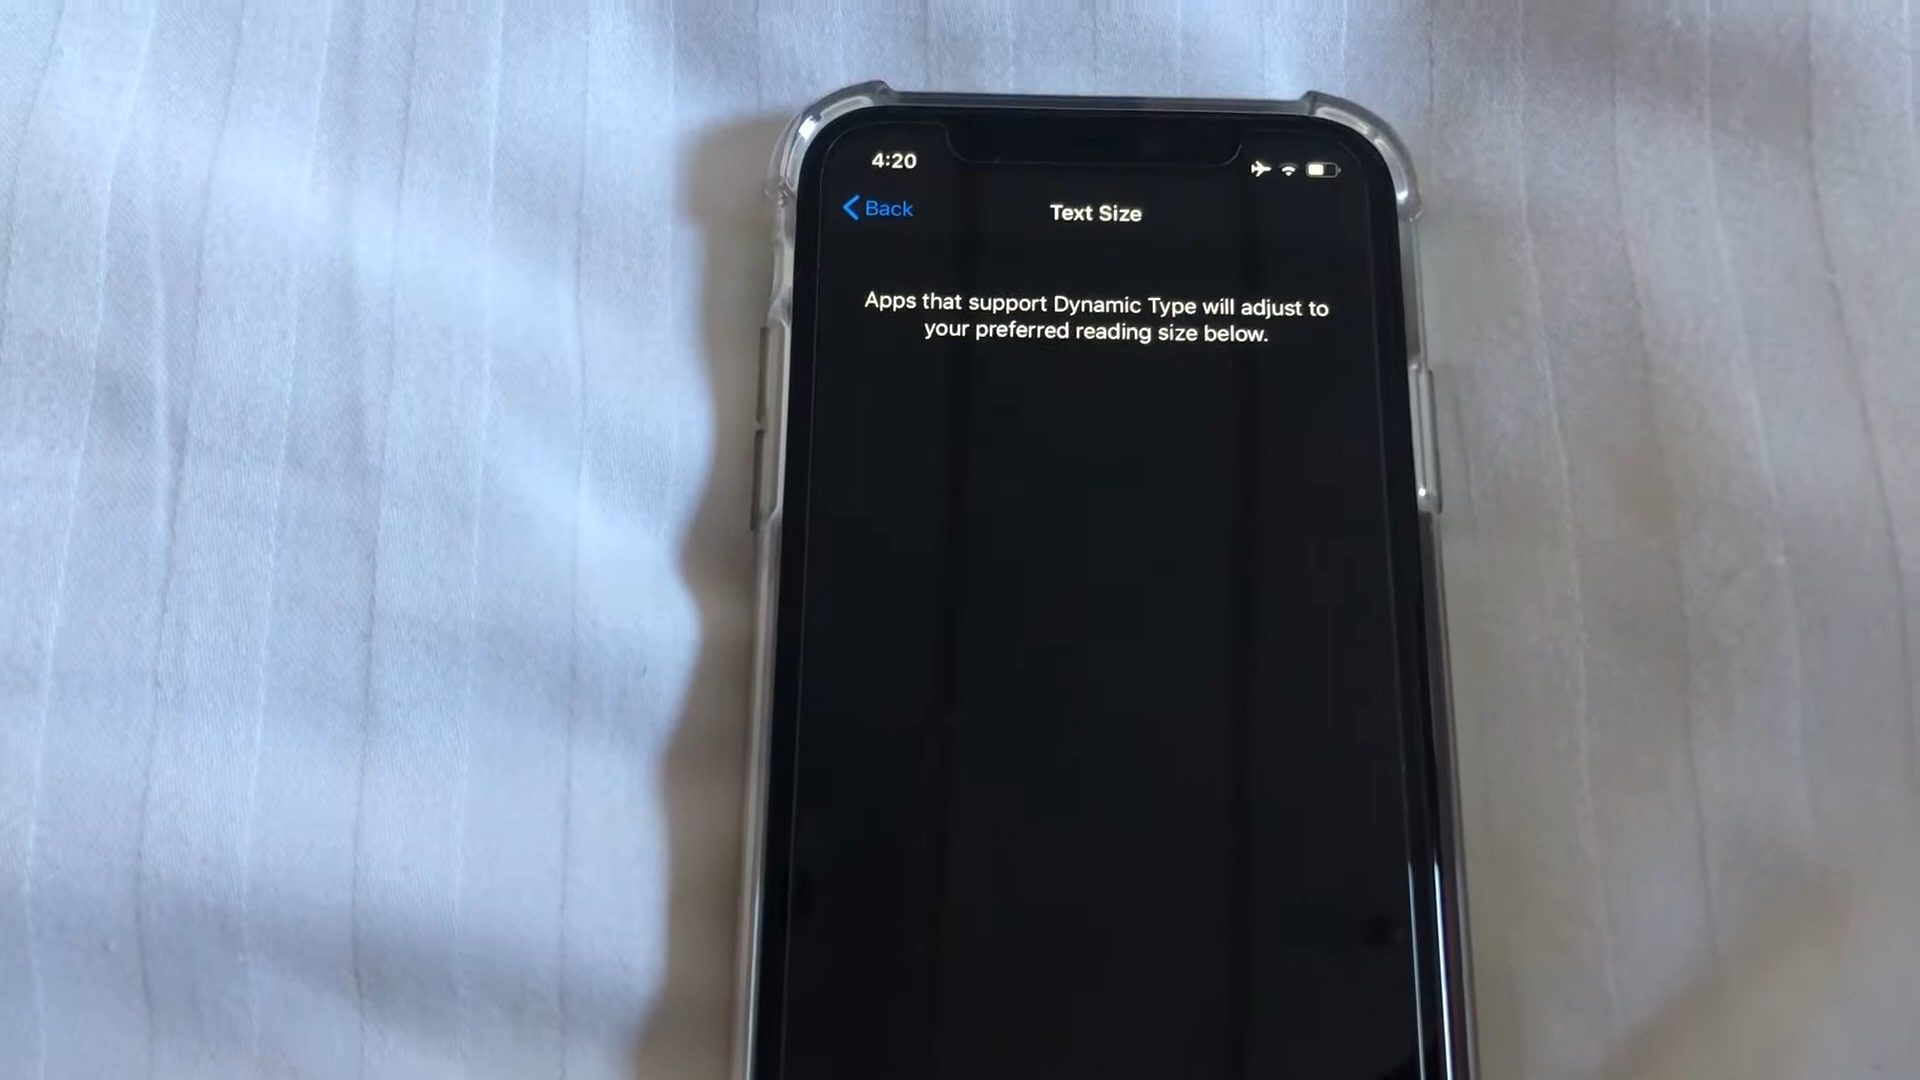 4:20
Back
Text Size
Apps that support Dynamic Type will adjust to
your preferred reading size below.